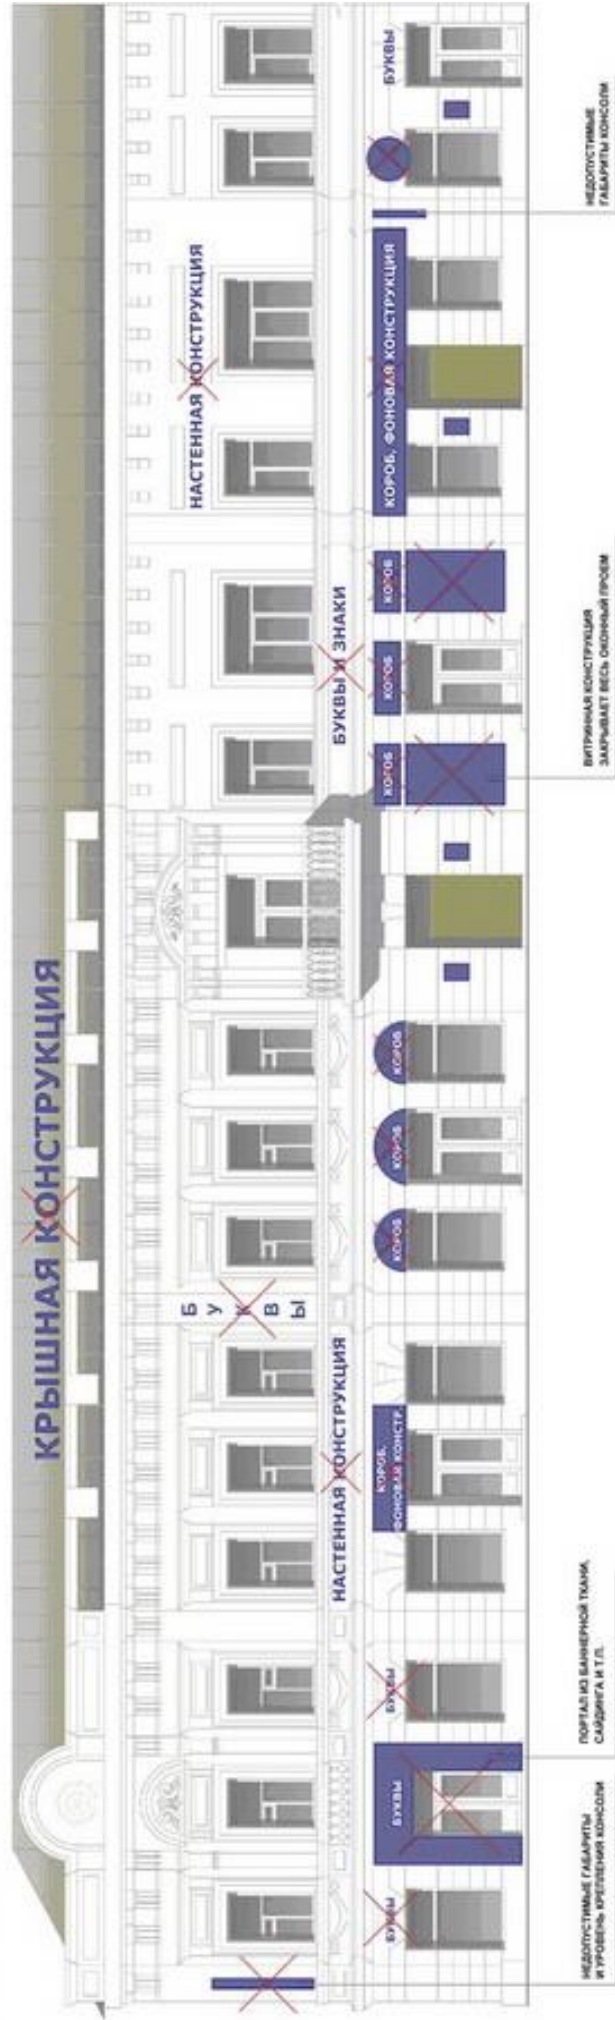 КРЫШНАЯ КОНСТРУКЦИЯ
НАСТЕННАЯ КОНСТРУКЦИЯ
Б
У
К
В
Ы
НАСТЕННАЯ КОНСТРУКЦИЯ
БУКВЫ И ЗНАКИ
БУКВЫ
БУКВЫ
БУКВЫ
КОРОБ,
ФОНОВАЯ КОНСТР.
КОРОБ
КОРОБ
КОРОБ
КОРОБ
КОРОБ
КОРОБ
КОРОБ, ФОНОВАЯ КОНСТРУКЦИЯ
БУКВЫ
НЕДОПУСТИМЫЕ ГАБАРИТЫ
И УРОВЕНЬ КРЕПЛЕНИЯ КОНСОЛИ
ПОРТАЛ ИЗ БАННЕРНОЙ ТКАНИ,
САЙДИНГА И Т.П.
ВИТРИННАЯ КОНСТРУКЦИЯ
ЗАКРЫВАЕТ ВЕСЬ ОКОННЫЙ ПРОЕМ
НЕДОПУСТИМЫЕ
ГАБАРИТЫ КОНСОЛИ